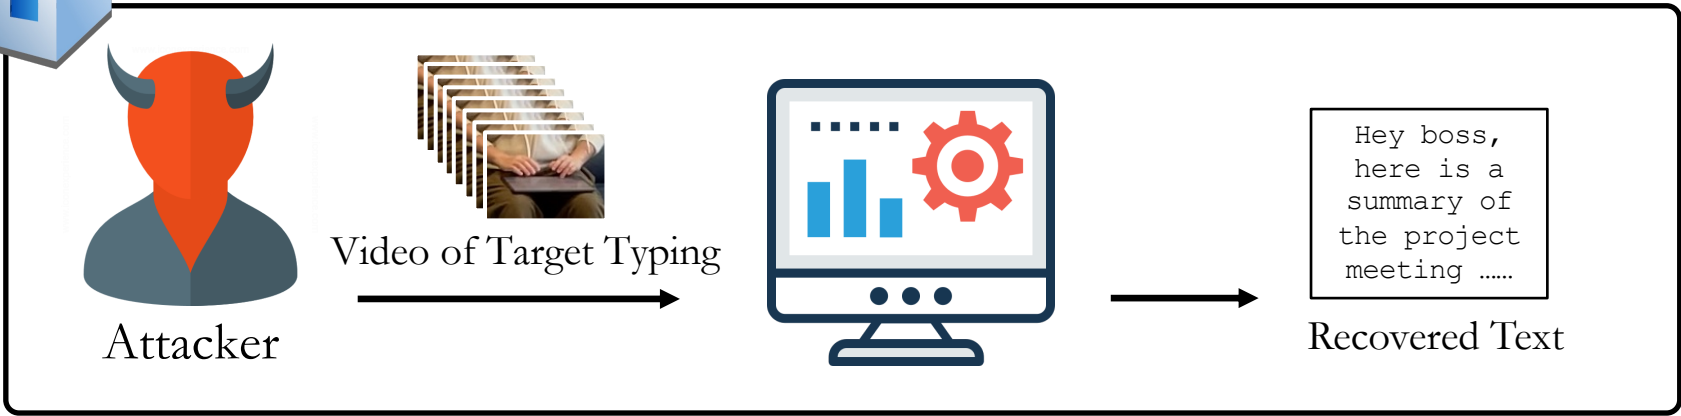 Attacker
Video of Target Typing
Hey boss,
here is a
summary of
the project
meeting ……
Recovered Text